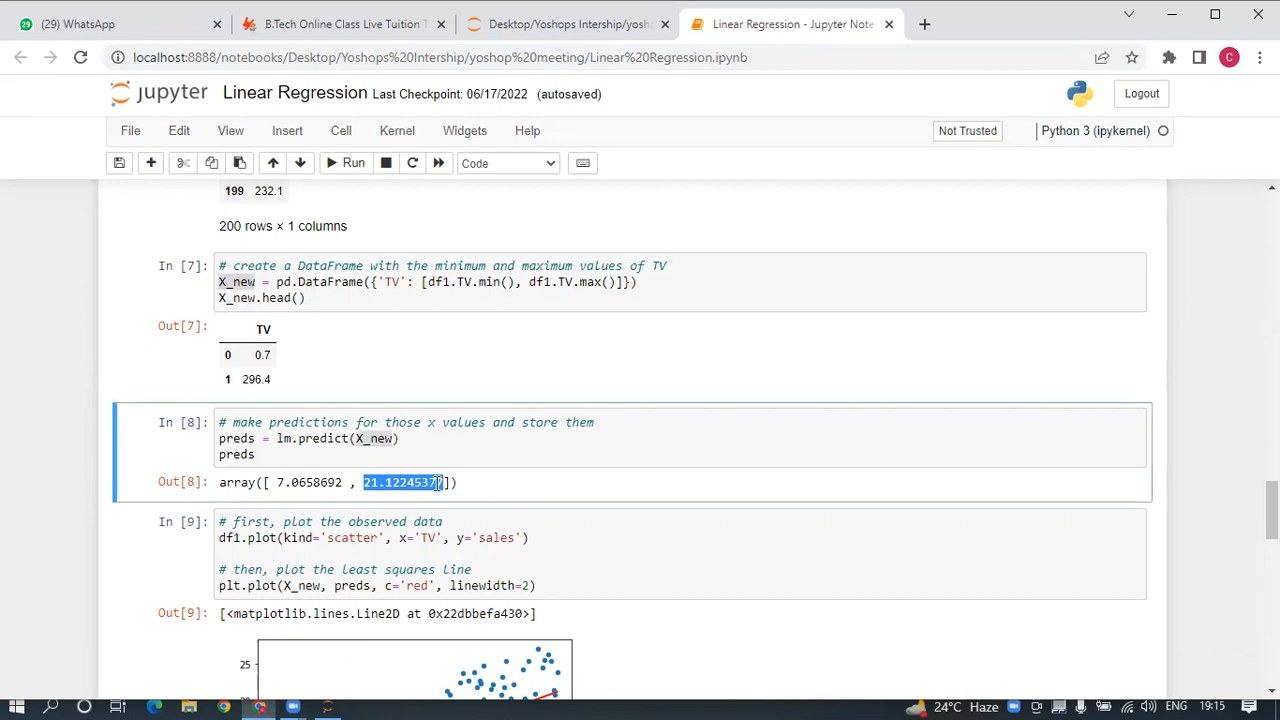 (29) WhatsApp
B.Tech Online Class Live Tuition T
Desktop/Yoshops Intership/yosho
Linear Regression - Jupyter Note
localhost:8888/notebooks/Desktop/Yoshops%20Intership/yoshop%20meeting/Linear%20Regression.ipynb
C
jupyter
Linear Regression Last Checkpoint: 06/17/2022 (autosaved)
Logout
File Edit View Insert Cell Kernel Widgets Help
Not Trusted
Python 3 (ipykernel)
Run
Code
199 232.1
200 rows × 1 columns
In [7]:
# create a DataFrame with the minimum and maximum values of TV
X_new = pd.DataFrame({'TV': [df1.TV.min(), df1.TV.max()]})
X_new.head()
Out[7]:
TV
0 0.7
1 296.4
In [8]:
# make predictions for those x values and store them
preds = lm.predict(X_new)
preds
Out[8]: array([ 7.0658692 , 21.1224537 ])
In [9]:
# first, plot the observed data
df1.plot(kind='scatter', x='TV', y='sales')
# then, plot the least squares line
plt.plot(X_new, preds, c='red', linewidth=2)
Out[9]: [<matplotlib.lines.Line2D at 0x22dbbefa430>]
25
24°C Haze
ENG
19:15